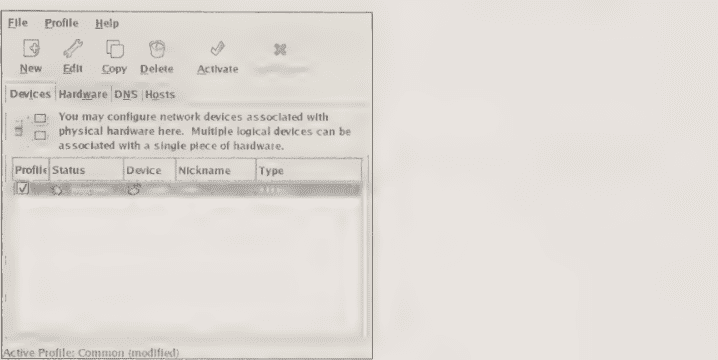 File Profile Help
New Edit Copy Delete Activate
Devices Hardware DNS Hosts
You may configure network devices associated with
physical hardware here. Multiple logical devices can be
associated with a single piece of hardware.
Profile Status Device Nickname Type
Active Profile: Common (modified)